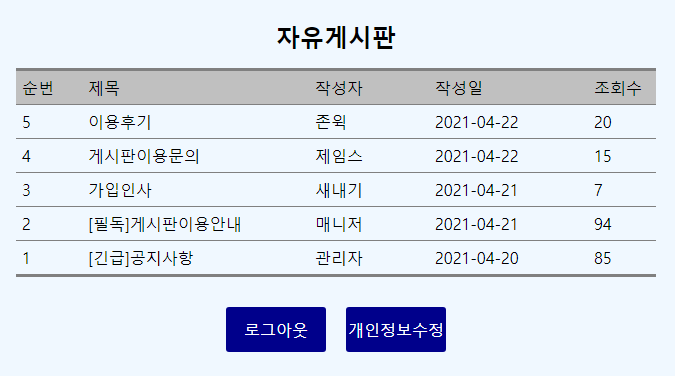 자유게시판
순번 제목 작성자 작성일 조회수
5 이용후기 존윅 2021-04-22 20
4 게시판이용문의 제임스 2021-04-22 15
3 가입인사 새내기 2021-04-21 7
2 [필독]게시판이용안내 매니저 2021-04-21 94
1 [긴급]공지사항 관리자 2021-04-20 85
로그아웃 개인정보수정